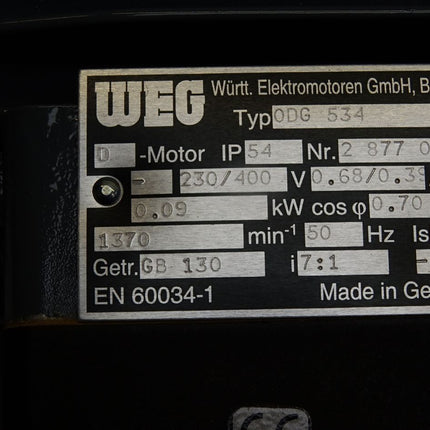 WEG Württ. Elektromotoren GmbH, B
Typ ODG 534
D -Motor IP 54 Nr. 2 877 0
- 230/400 V 0.68/0.39
0.09 kW cos φ 0.70
1370 min-1 50 Hz Is
Getr. GB 130 i 7:1 -
EN 60034-1 Made in Ge